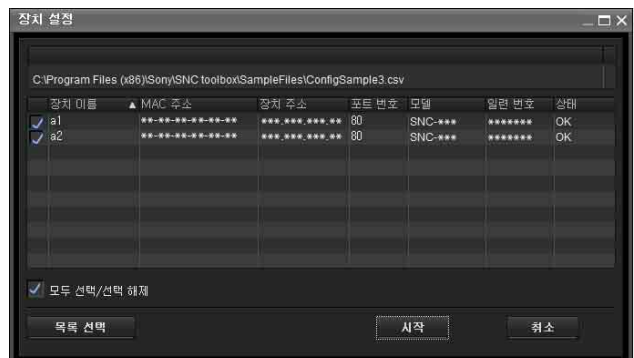 장치 설정
C:\Program Files (x86)\Sony\SNC toolbox\SampleFiles\ConfigSample3.csv
장치 이름 ▲ MAC 주소 장치 주소 포트 번호 모델 일련 번호 상태
a1 **-**-**-**-**-** ***.***.***.** 80 SNC-*** ******* OK
a2 **-**-**-**-**-** ***.***.***.** 80 SNC-*** ******* OK
모두 선택/선택 해제
목록 선택 시작 취소